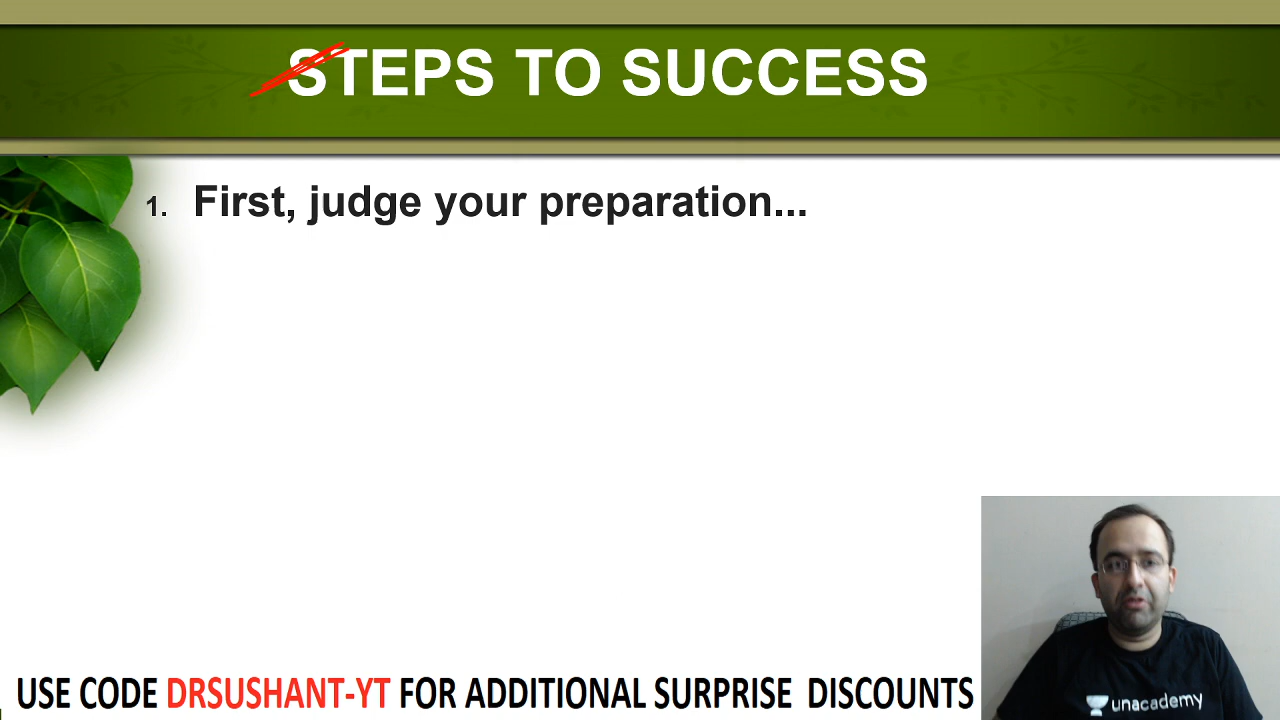 STEPS TO SUCCESS
1. First, judge your preparation...
unacademy
USE CODE DRSUSHANT-YT FOR ADDITIONAL SURPRISE DISCOUNTS